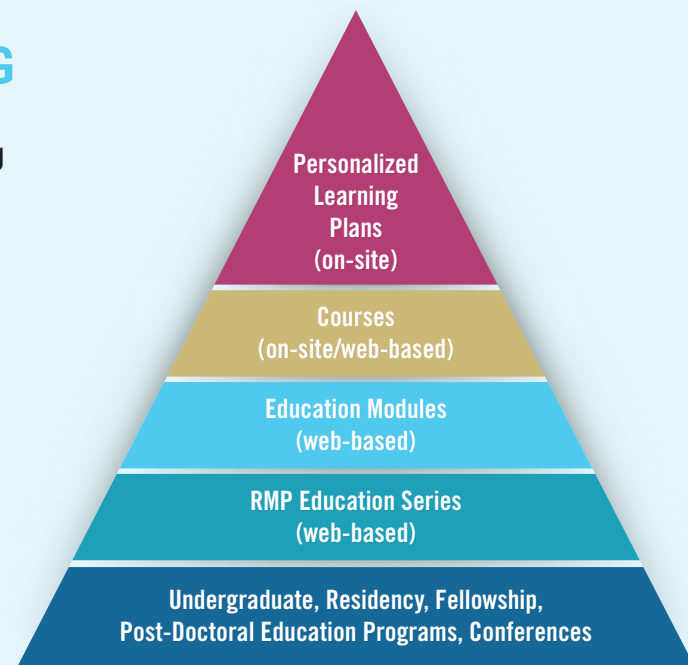 G
Personalized
Learning
Plans
(on-site)
Courses
(on-site/web-based)
Education Modules
(web-based)
RMP Education Series
(web-based)
Undergraduate, Residency, Fellowship,
Post-Doctoral Education Programs, Conferences